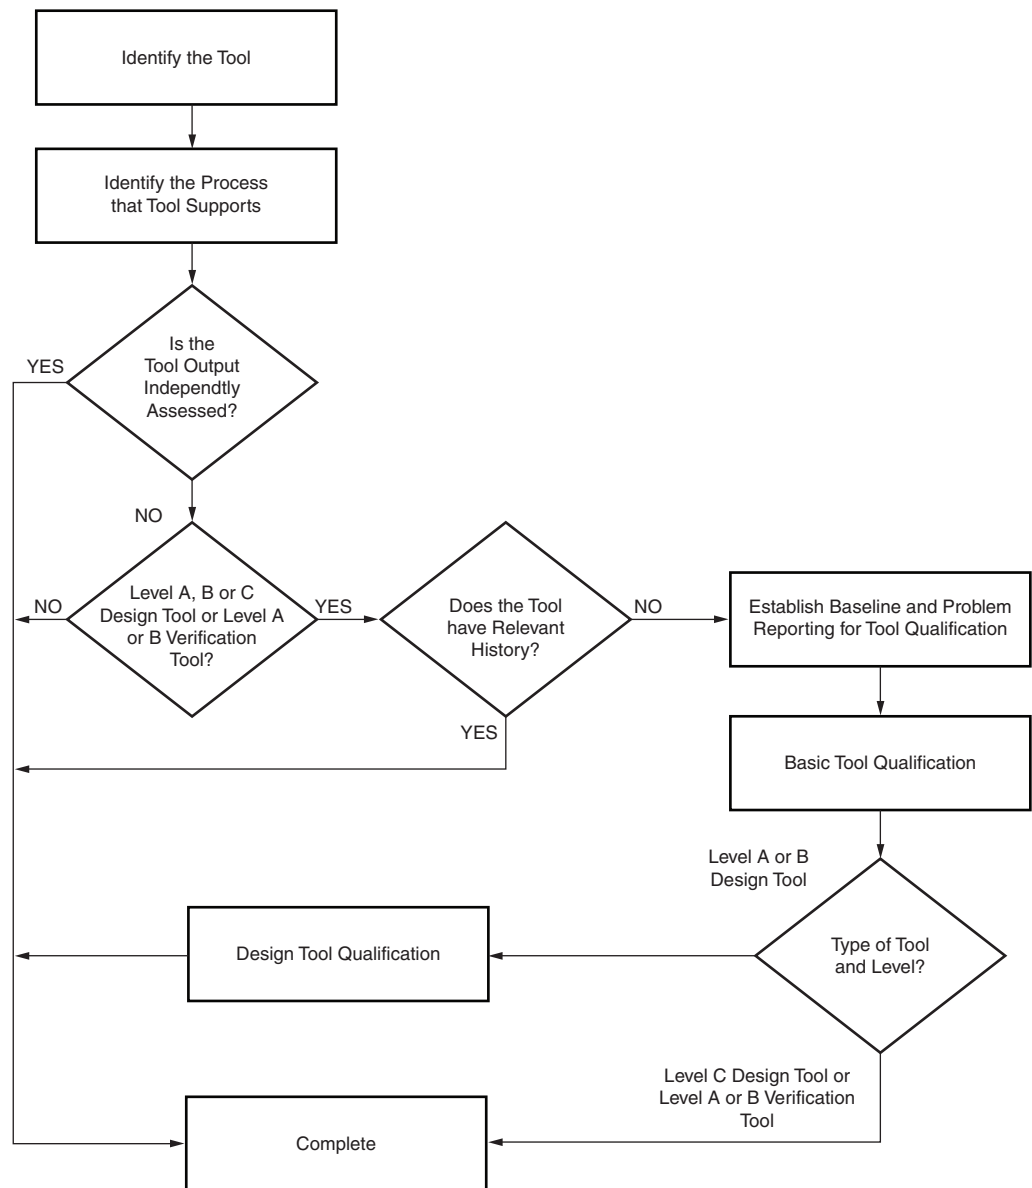 Identify the Tool
Identify the Process
that Tool Supports
Is the
Tool Output
Independtly
Assessed?
YES
NO
Level A, B or C
Design Tool or Level A
or B Verification
Tool?
NO
YES
Does the Tool
have Relevant
History?
NO
YES
Establish Baseline and Problem
Reporting for Tool Qualification
Basic Tool Qualification
Level A or B
Design Tool
Type of Tool
and Level?
Design Tool Qualification
Level C Design Tool or
Level A or B Verification
Tool
Complete